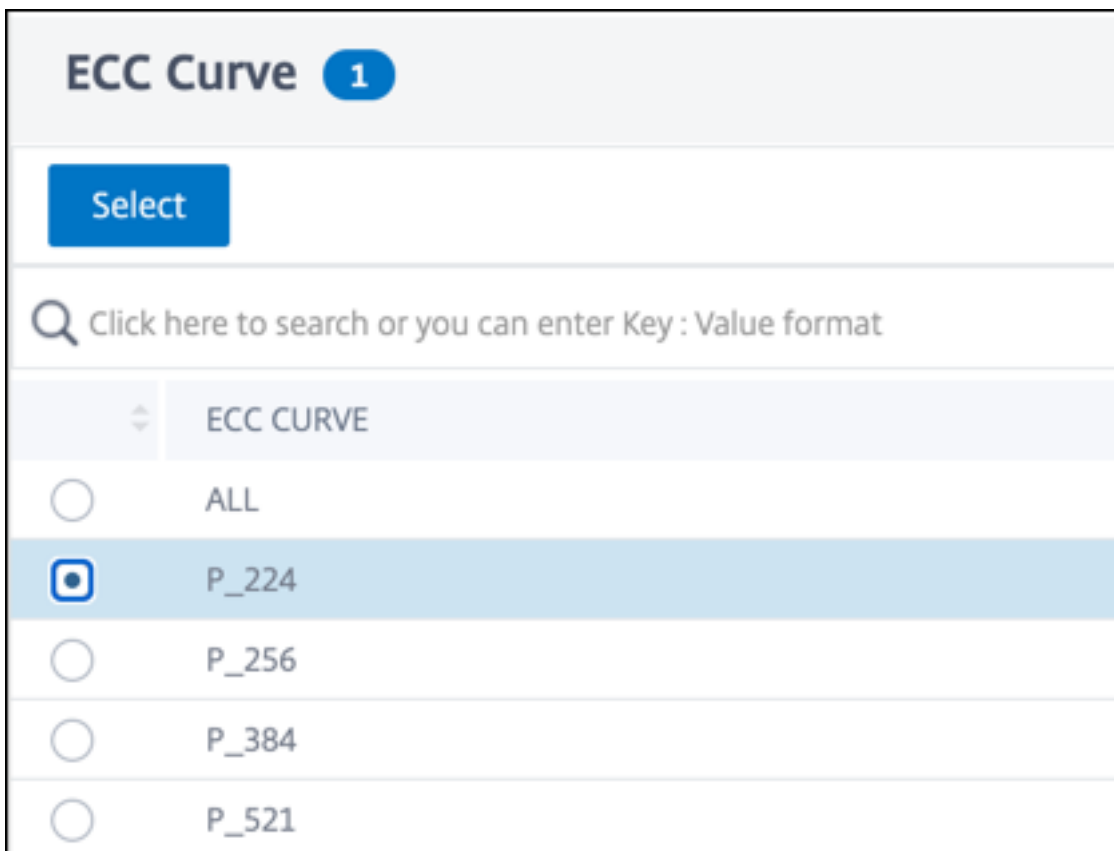 ECC Curve 1
Select
Click here to search or you can enter Key : Value format
ECC CURVE
ALL
P_224
P_256
P_384
P_521